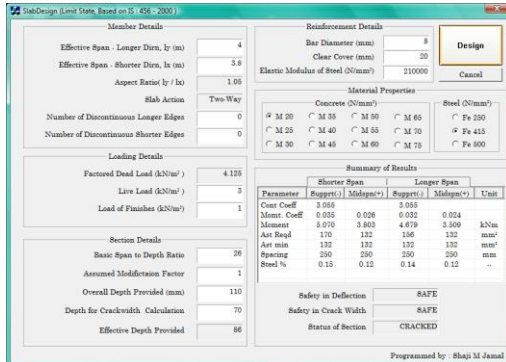 SlabDesign (Limit State, Based on IS : 456 - 2000 )
Member Details
Effective Span - Longer Dirn, ly (m) 4
Effective Span - Shorter Dirn, lx (m) 3.8
Aspect Ratio( ly / lx) 1.05
Slab Action Two-Way
Number of Discontinuous Longer Edges 0
Number of Discontinuous Shorter Edges 0
Loading Details
Factored Dead Load (kN/m² ) 4.125
Live Load (kN/m² ) 3
Load of Finishes (kN/m²) 1
Section Details
Basic Span to Depth Ratio 26
Assumed Modifictaion Factor 1
Overall Depth Provided (mm) 110
Depth for Crackwidth Calculation 70
Effective Depth Provided 86
Reinforcement Details
Bar Diameter (mm) 8
Clear Cover (mm) 20
Elastic Modulus of Steel (N/mm²) 210000
Design
Cancel
Material Properties
Concrete (N/mm²) Steel (N/mm²)
M 20 M 35 M 50 M 65 Fe 250
M 25 M 40 M 55 M 70 Fe 415
M 30 M 45 M 60 M 75 Fe 500
Summary of Results
Shorter Span Longer Span
Parameter Supprt(-) Midspn(+) Supprt(-) Midspn(+) Unit
Cont Coeff 3.055 3.055
Momt. Coeff 0.035 0.026 0.032 0.024
Moment 5.070 3.803 4.679 3.509 kNm
Ast Reqd 170 132 156 132 mm²
Ast min 132 132 132 132 mm²
Spacing 250 250 250 250 mm
Steel % 0.15 0.12 0.14 0.12 --
Safety in Deflection SAFE
Safety in Crack Width SAFE
Status of Section CRACKED
Programmed by : Shaji M Jamal